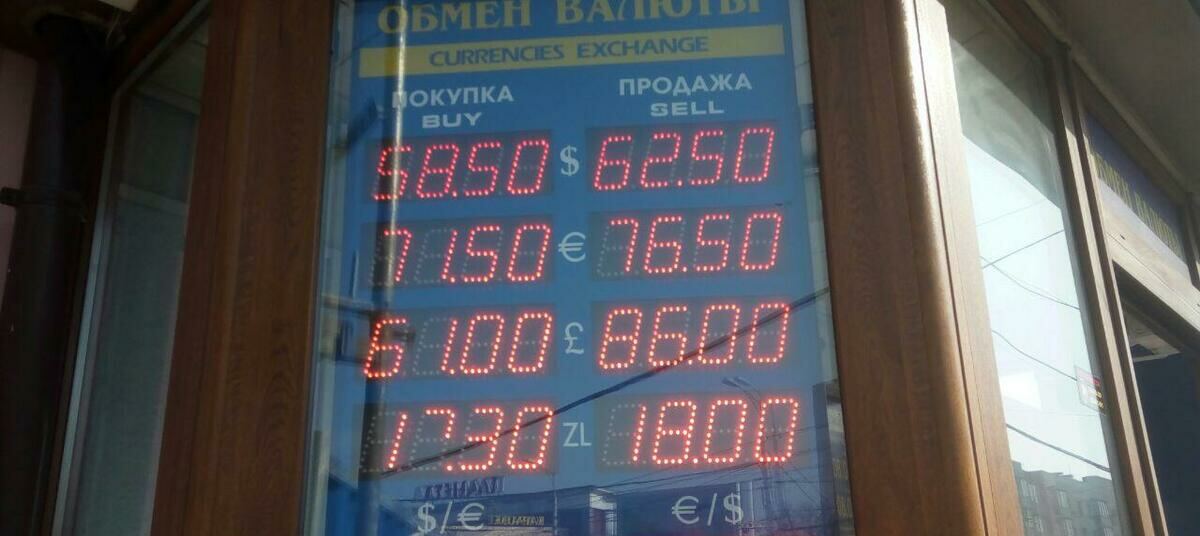 ОБМЕН ВАЛЮТЫ
CURRENCIES EXCHANGE
ПОКУПКА ПРОДАЖА
BUY SELL
58.50 $ 62.50
71.50 € 76.50
61.00 £ 86.00
17.30 ZL 18.00
$/€ €/$